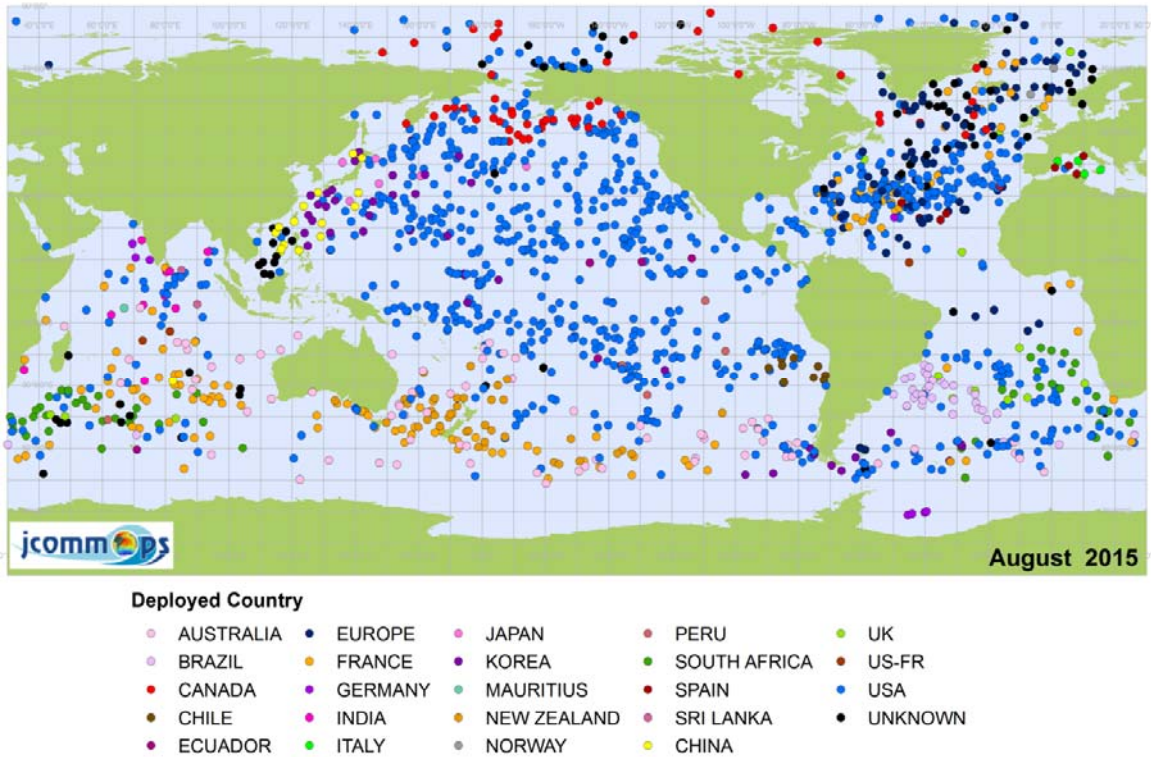 jcommops
August 2015
Deployed Country
AUSTRALIA EUROPE JAPAN PERU UK
BRAZIL FRANCE KOREA SOUTH AFRICA US-FR
CANADA GERMANY MAURITIUS SPAIN USA
CHILE INDIA NEW ZEALAND SRI LANKA UNKNOWN
ECUADOR ITALY NORWAY CHINA